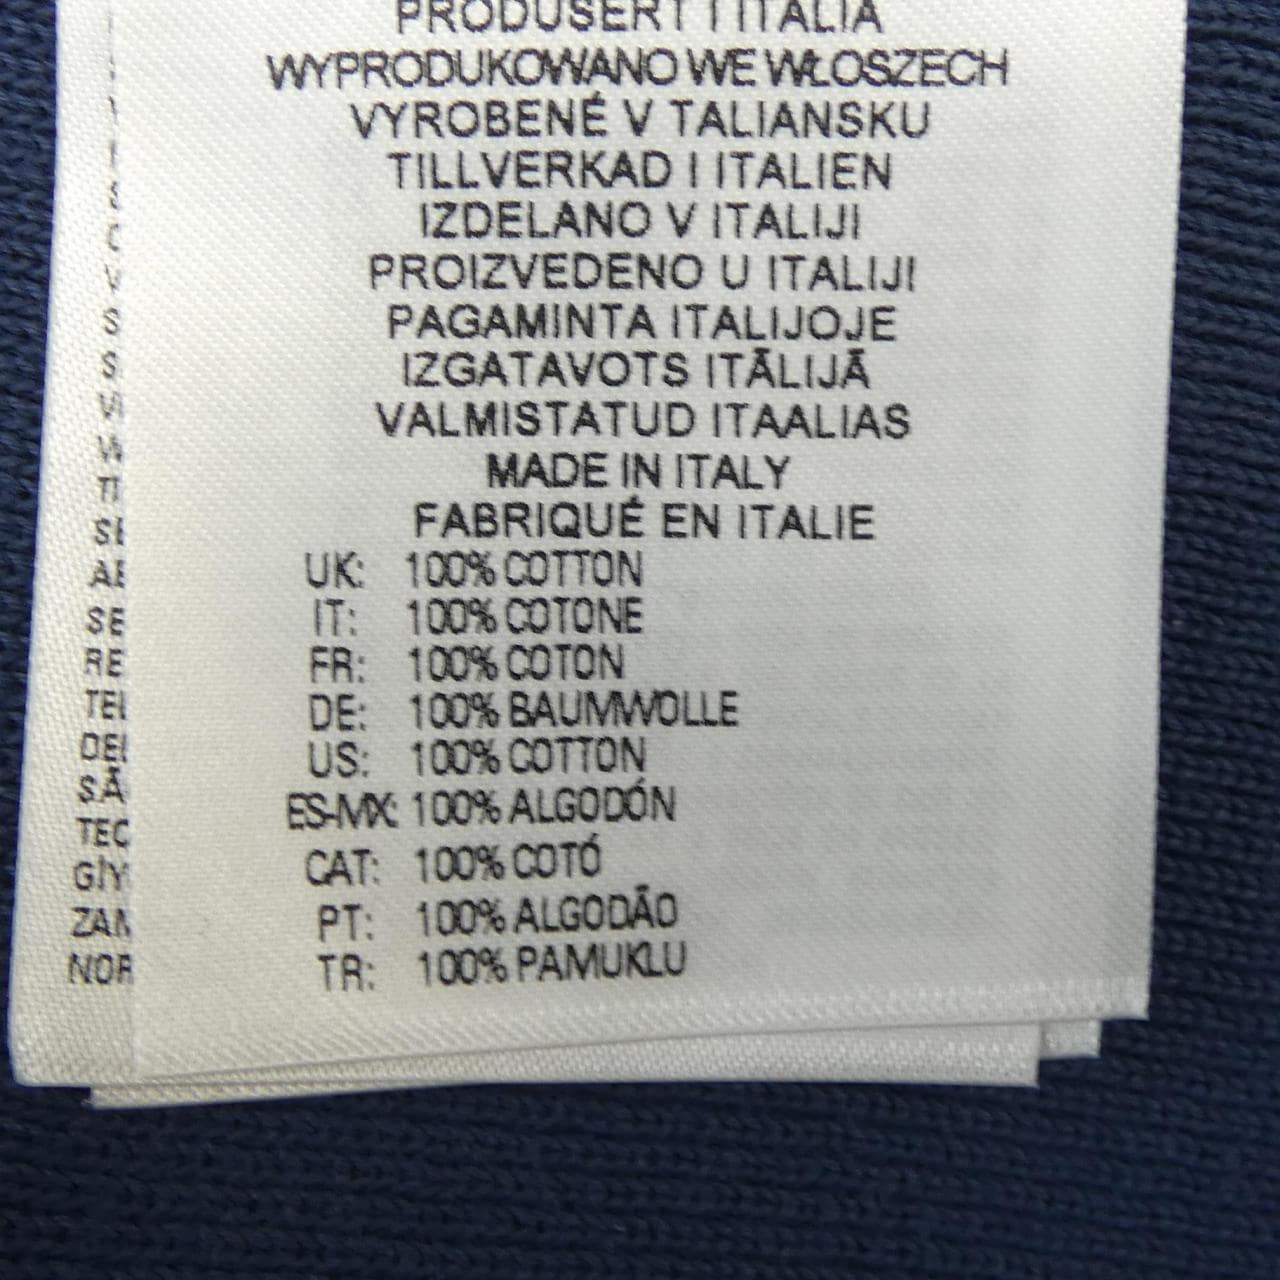 PRODUSERT I ITALIA
WYPRODUKOWANO WE WŁOSZECH
VYROBENÉ V TALIANSKU
TILLVERKAD I ITALIEN
IZDELANO V ITALIJI
PROIZVEDENO U ITALIJI
PAGAMINTA ITALIJOJE
IZGATAVOTS ITĀLIJĀ
VALMISTATUD ITAALIAS
MADE IN ITALY
FABRIQUÉ EN ITALIE
UK: 100% COTTON
IT: 100% COTONE
FR: 100% COTON
DE: 100% BAUMWOLLE
US: 100% COTTON
ES-MX: 100% ALGODÓN
CAT: 100% COTÓ
PT: 100% ALGODÃO
TR: 100% PAMUKLU